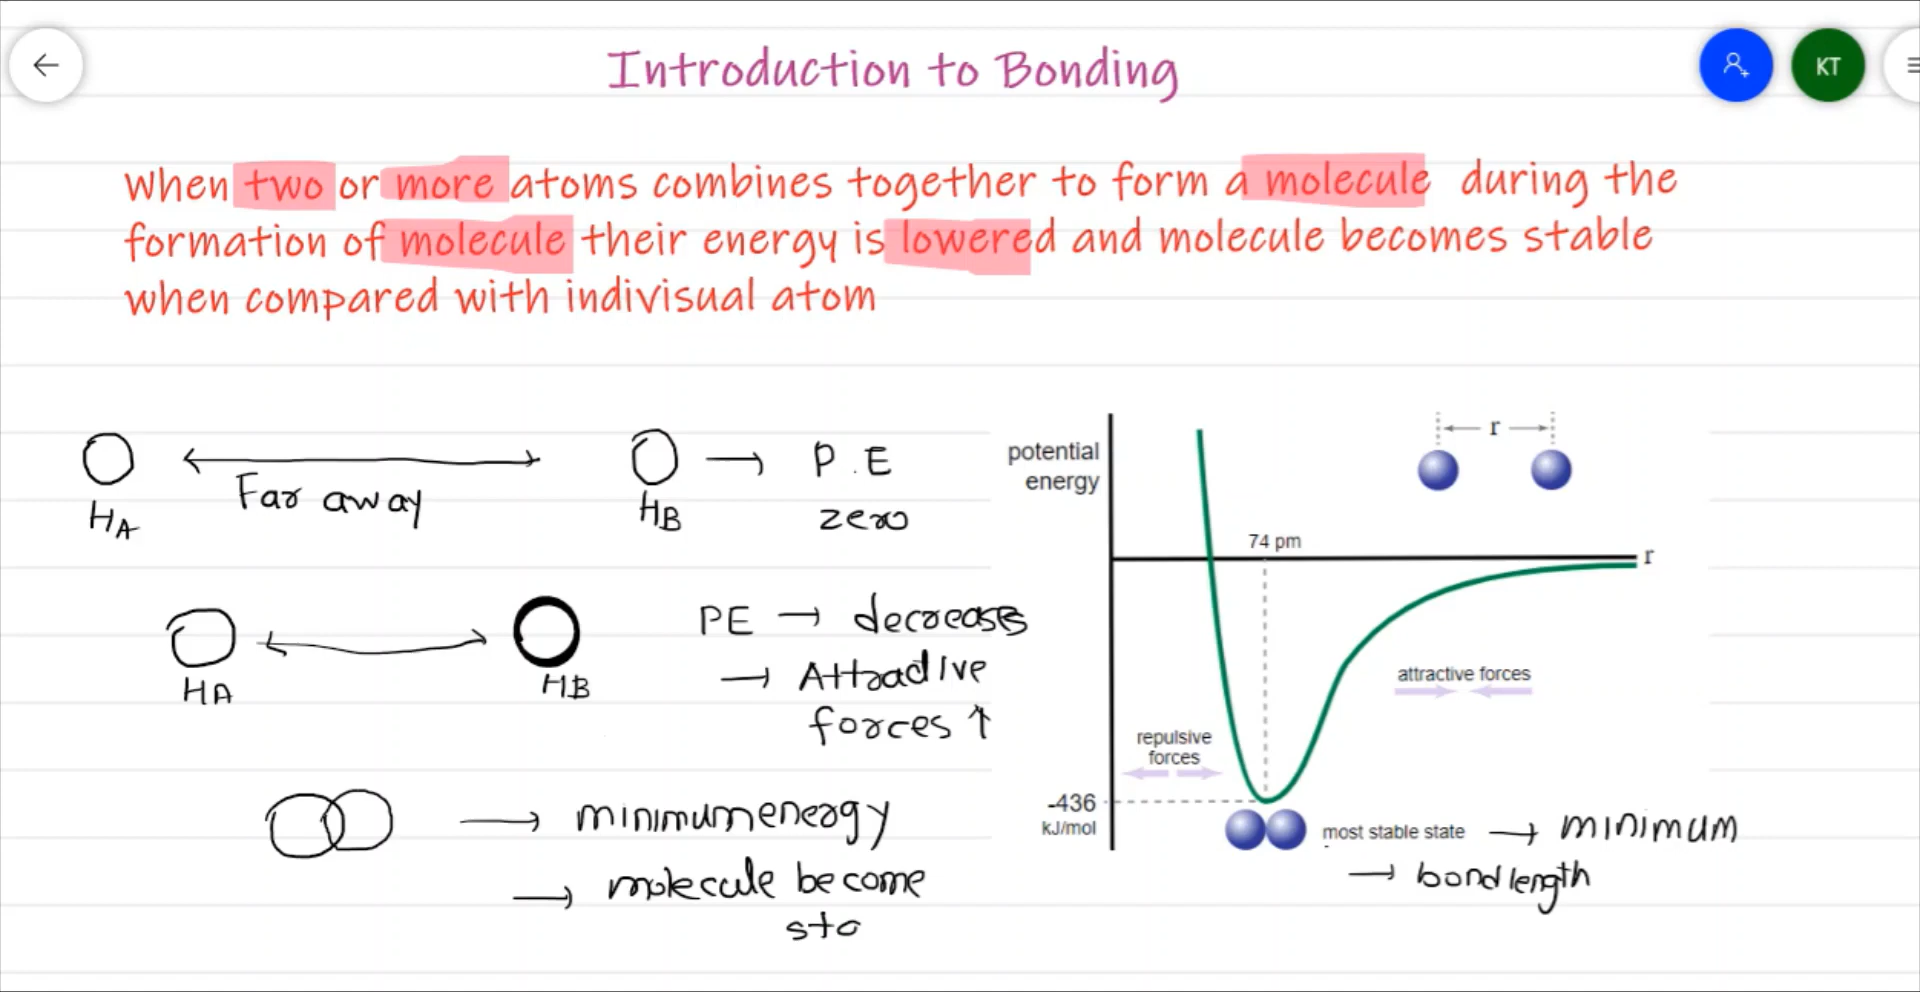 Introduction to Bonding
KT
When two or more atoms combines together to form a molecule during the
formation of molecule their energy is lowered and molecule becomes stable
when compared with indivisual atom
HA
Far away
HB
→ P.E
zero
HA
HB
PE → decreases
→ Attractive
forces ↑
→ minimum energy
→ molecule become
sta
potential
energy
r
74 pm
r
attractive forces
repulsive
forces
-436
kJ/mol
most stable state → minimum
→ bond length